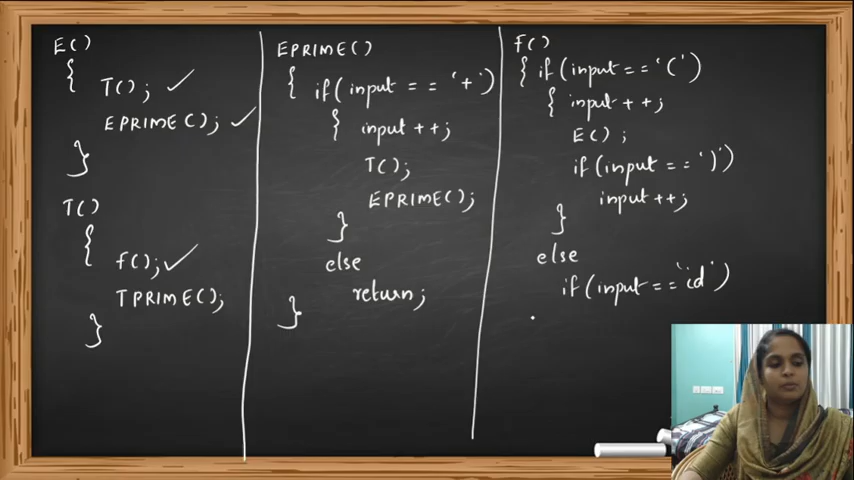 E()
{
T(); ✓
EPRIME(); ✓
}
T()
{
f(); ✓
TPRIME();
}
EPRIME()
{ if(input == '+')
{ input ++;
T();
EPRIME();
}
else
return;
}
F()
{ if(input == '(')
{ input ++;
E();
if(input == ')')
input ++;
}
else
if(input == 'id')